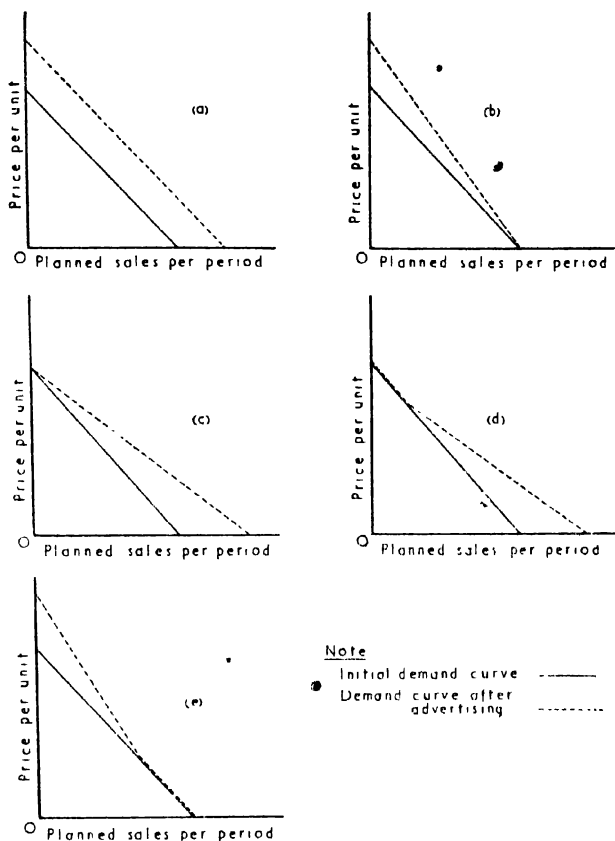 Price per unit
(a)
O Planned sales per period
Price per unit
(b)
O Planned sales per period
Price per unit
(c)
O Planned sales per period
Price per unit
(d)
O Planned sales per period
Price per unit
(e)
O Planned sales per period
Note
Initial demand curve
Demand curve after
advertising